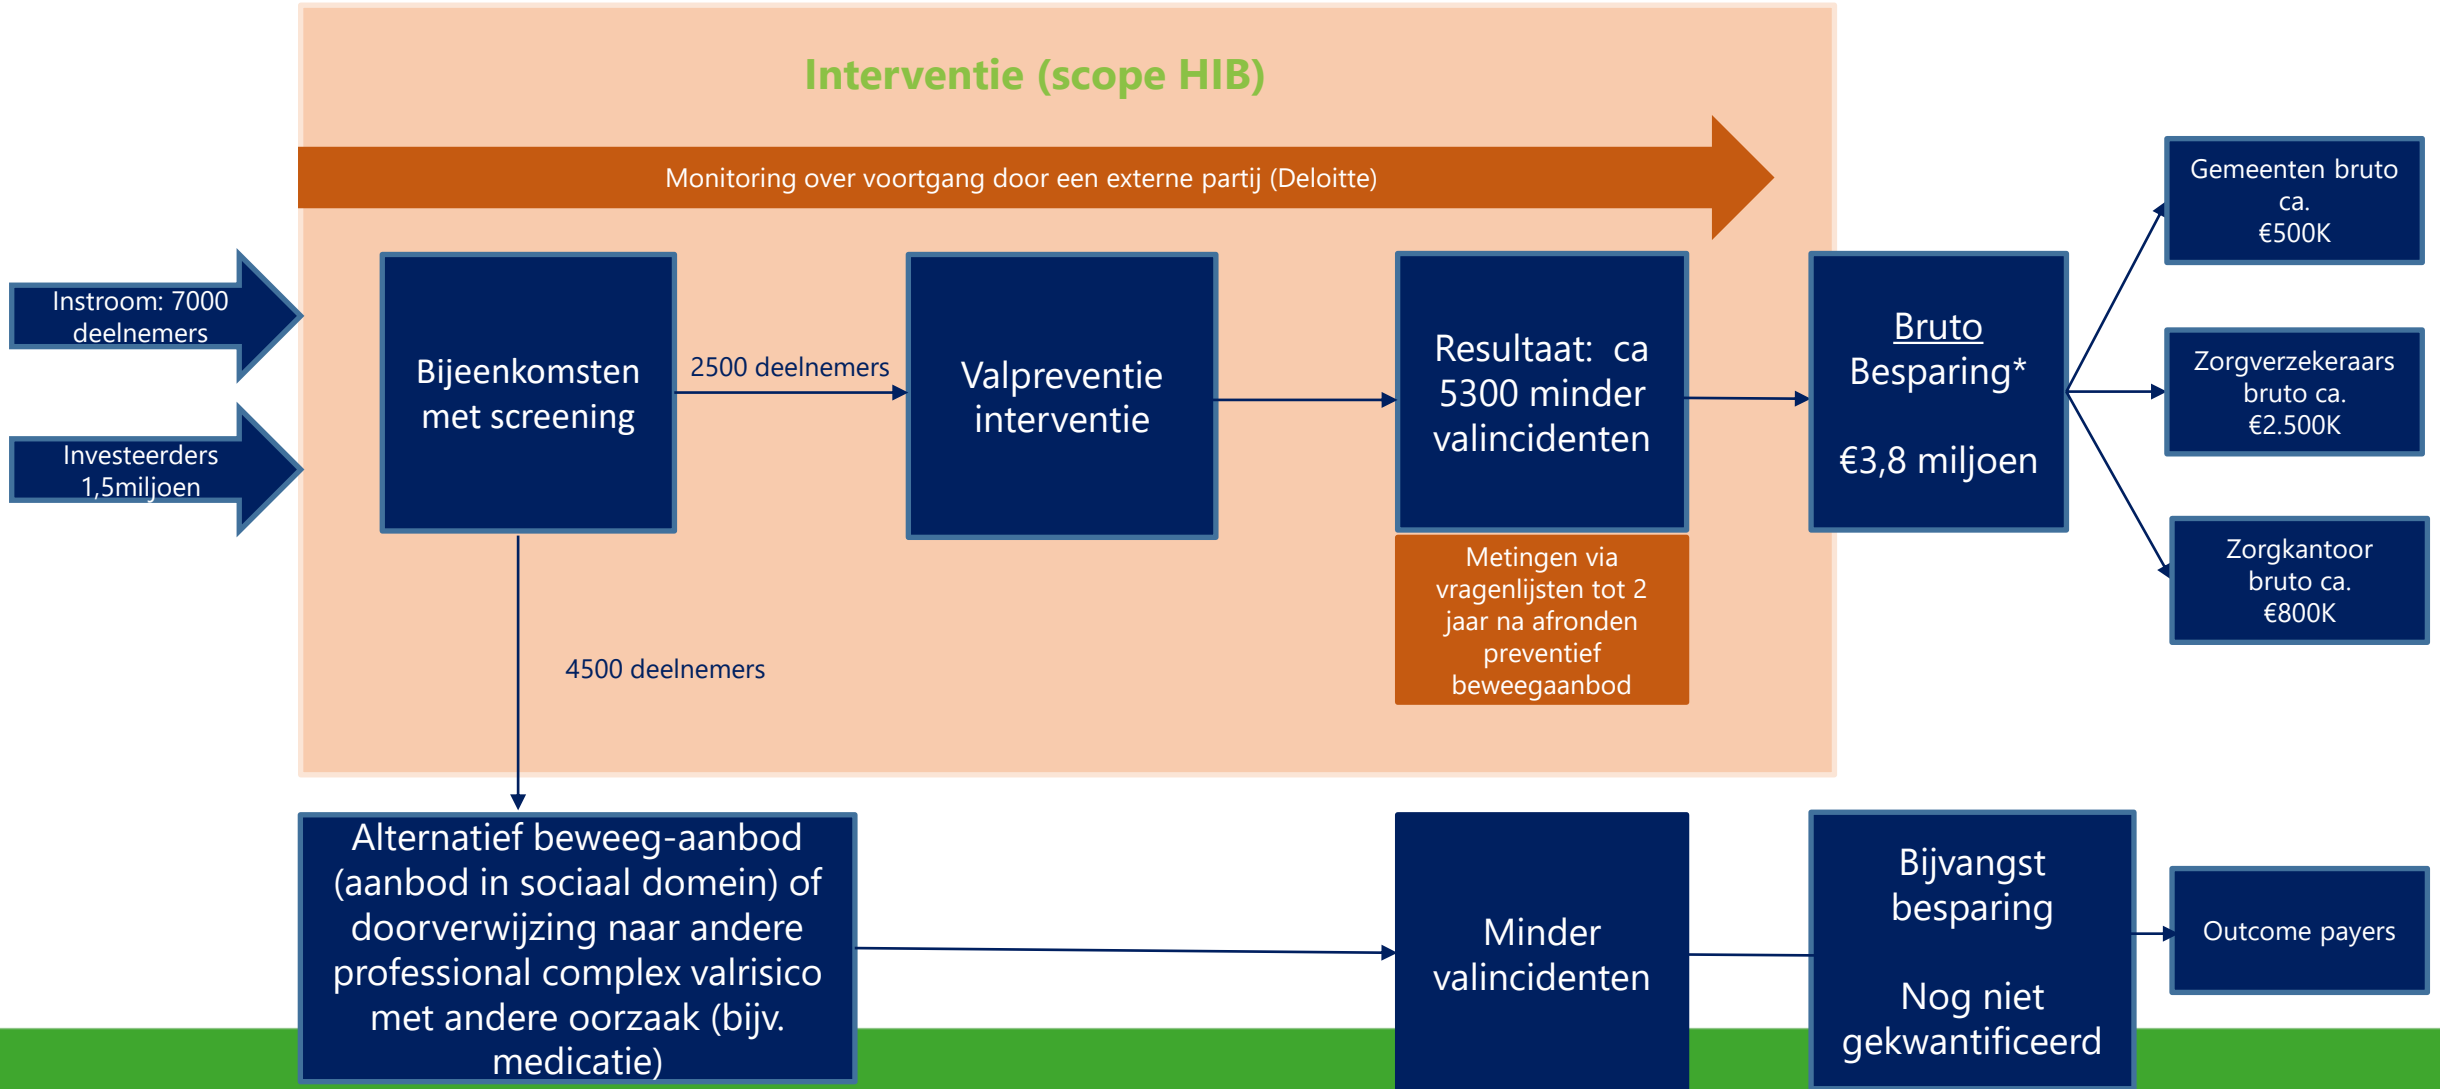 Interventie (scope HIB)
Monitoring over voortgang door een externe partij (Deloitte)
Instroom: 7000
deelnemers
Investeerders
1,5miljoen
Bijeenkomsten
met screening
2500 deelnemers
Valpreventie
interventie
Resultaat:  ca
5300 minder
valincidenten
Metingen via
vragenlijsten tot 2
jaar na afronden
preventief
beweegaanbod
Bruto
Besparing*
€3,8 miljoen
Gemeenten bruto
ca.
€500K
Zorgverzekeraars
bruto ca.
€2.500K
Zorgkantoor
bruto ca.
€800K
4500 deelnemers
Alternatief beweeg-aanbod
(aanbod in sociaal domein) of
doorverwijzing naar andere
professional complex valrisico
met andere oorzaak (bijv.
medicatie)
Minder
valincidenten
Bijvangst
besparing
Nog niet
gekwantificeerd
Outcome payers